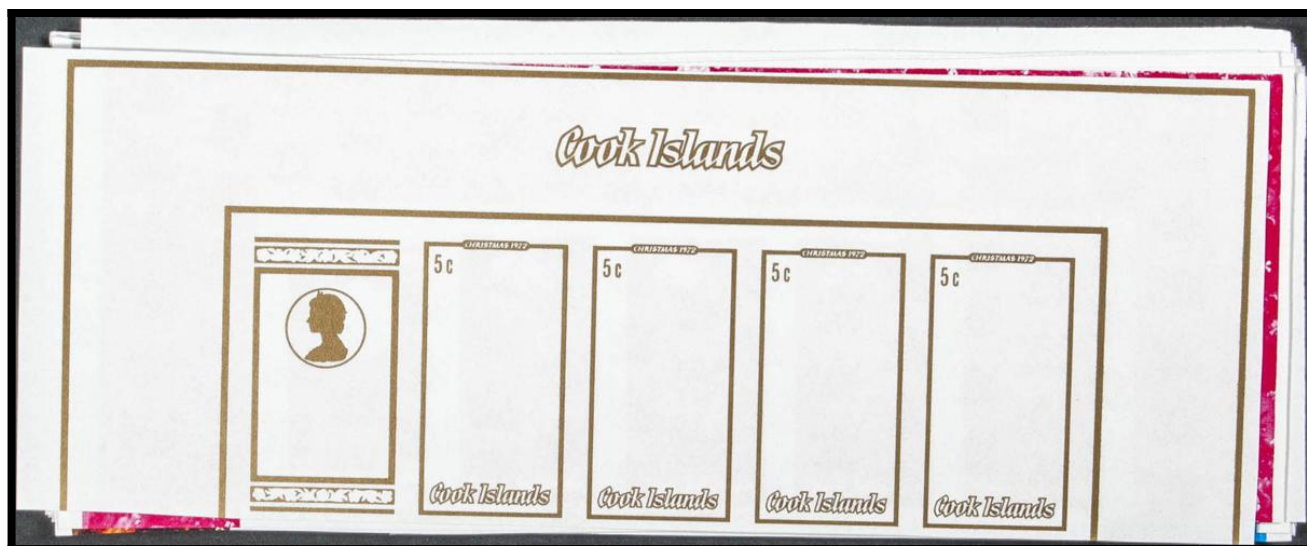 Cook Islands
CHRISTMAS 1972 CHRISTMAS 1972 CHRISTMAS 1972 CHRISTMAS 1972
5c 5c 5c 5c
Cook Islands Cook Islands Cook Islands Cook Islands